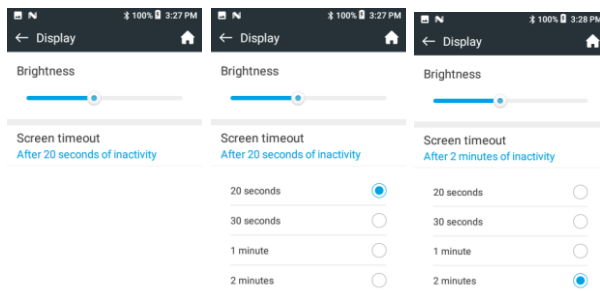 100% 3:27 PM
Display
Brightness
Screen timeout
After 20 seconds of inactivity
100% 3:27 PM
Display
Brightness
Screen timeout
After 20 seconds of inactivity
20 seconds
30 seconds
1 minute
2 minutes
100% 3:28 PM
Display
Brightness
Screen timeout
After 2 minutes of inactivity
20 seconds
30 seconds
1 minute
2 minutes